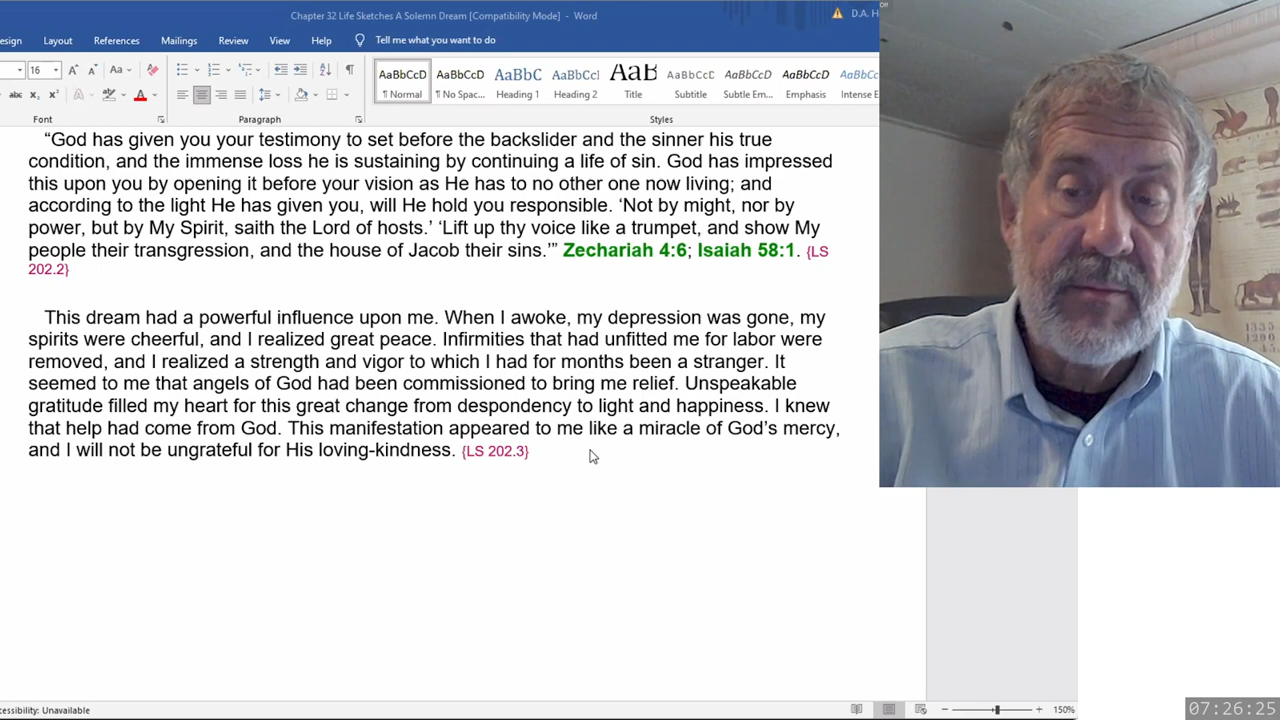 Chapter 32 Life Sketches A Solemn Dream [Compatibility Mode] - Word
D.A. H
esign Layout References Mailings Review View Help Tell me what you want to do
16 Aa
abc x₂ x² A ab A
AaBbCcD AaBbCcD AaBbC AaBbCcI AaB AaBbCcD AaBbCcD AaBbCcD AaBbCcD
¶ Normal ¶ No Spac... Heading 1 Heading 2 Title Subtitle Subtle Em... Emphasis Intense E
Font Paragraph Styles
“God has given you your testimony to set before the backslider and the sinner his true
condition, and the immense loss he is sustaining by continuing a life of sin. God has impressed
this upon you by opening it before your vision as He has to no other one now living; and
according to the light He has given you, will He hold you responsible. ‘Not by might, nor by
power, but by My Spirit, saith the Lord of hosts.’ ‘Lift up thy voice like a trumpet, and show My
people their transgression, and the house of Jacob their sins.’” Zechariah 4:6; Isaiah 58:1. {LS
202.2}
This dream had a powerful influence upon me. When I awoke, my depression was gone, my
spirits were cheerful, and I realized great peace. Infirmities that had unfitted me for labor were
removed, and I realized a strength and vigor to which I had for months been a stranger. It
seemed to me that angels of God had been commissioned to bring me relief. Unspeakable
gratitude filled my heart for this great change from despondency to light and happiness. I knew
that help had come from God. This manifestation appeared to me like a miracle of God’s mercy,
and I will not be ungrateful for His loving-kindness. {LS 202.3}
ccessibility: Unavailable
150%
07:26:25